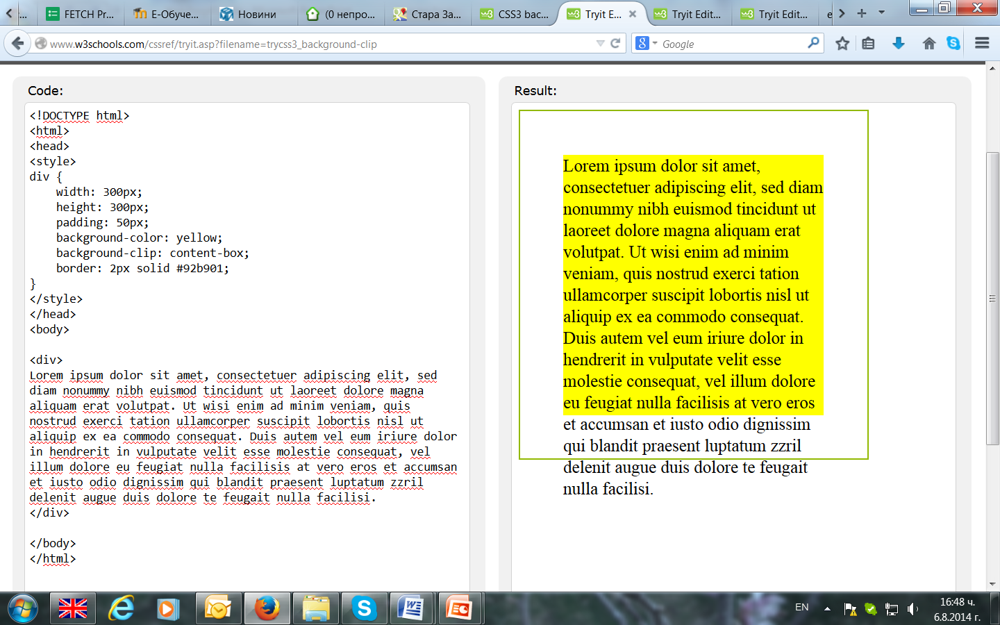 FETCH Pr...
Е-Обуче...
Новини
(0 непро...
Стара За...
CSS3 bac...
Tryit E...
Tryit Edit...
Tryit Edit...
e
www.w3schools.com/cssref/tryit.asp?filename=trycss3_background-clip
Google
Code:
<!DOCTYPE html>
<html>
<head>
<style>
div {
    width: 300px;
    height: 300px;
    padding: 50px;
    background-color: yellow;
    background-clip: content-box;
    border: 2px solid #92b901;
}
</style>
</head>
<body>
<div>
Lorem ipsum dolor sit amet, consectetuer adipiscing elit, sed
diam nonummy nibh euismod tincidunt ut laoreet dolore magna
aliquam erat volutpat. Ut wisi enim ad minim veniam, quis
nostrud exerci tation ullamcorper suscipit lobortis nisl ut
aliquip ex ea commodo consequat. Duis autem vel eum iriure dolor
in hendrerit in vulputate velit esse molestie consequat, vel
illum dolore eu feugiat nulla facilisis at vero eros et accumsan
et iusto odio dignissim qui blandit praesent luptatum zzril
delenit augue duis dolore te feugait nulla facilisi.
</div>
</body>
</html>
Result:
Lorem ipsum dolor sit amet,
consectetuer adipiscing elit, sed diam
nonummy nibh euismod tincidunt ut
laoreet dolore magna aliquam erat
volutpat. Ut wisi enim ad minim
veniam, quis nostrud exerci tation
ullamcorper suscipit lobortis nisl ut
aliquip ex ea commodo consequat.
Duis autem vel eum iriure dolor in
hendrerit in vulputate velit esse
molestie consequat, vel illum dolore
eu feugiat nulla facilisis at vero eros
et accumsan et iusto odio dignissim
qui blandit praesent luptatum zzril
delenit augue duis dolore te feugait
nulla facilisi.
EN
16:48 ч.
6.8.2014 г.